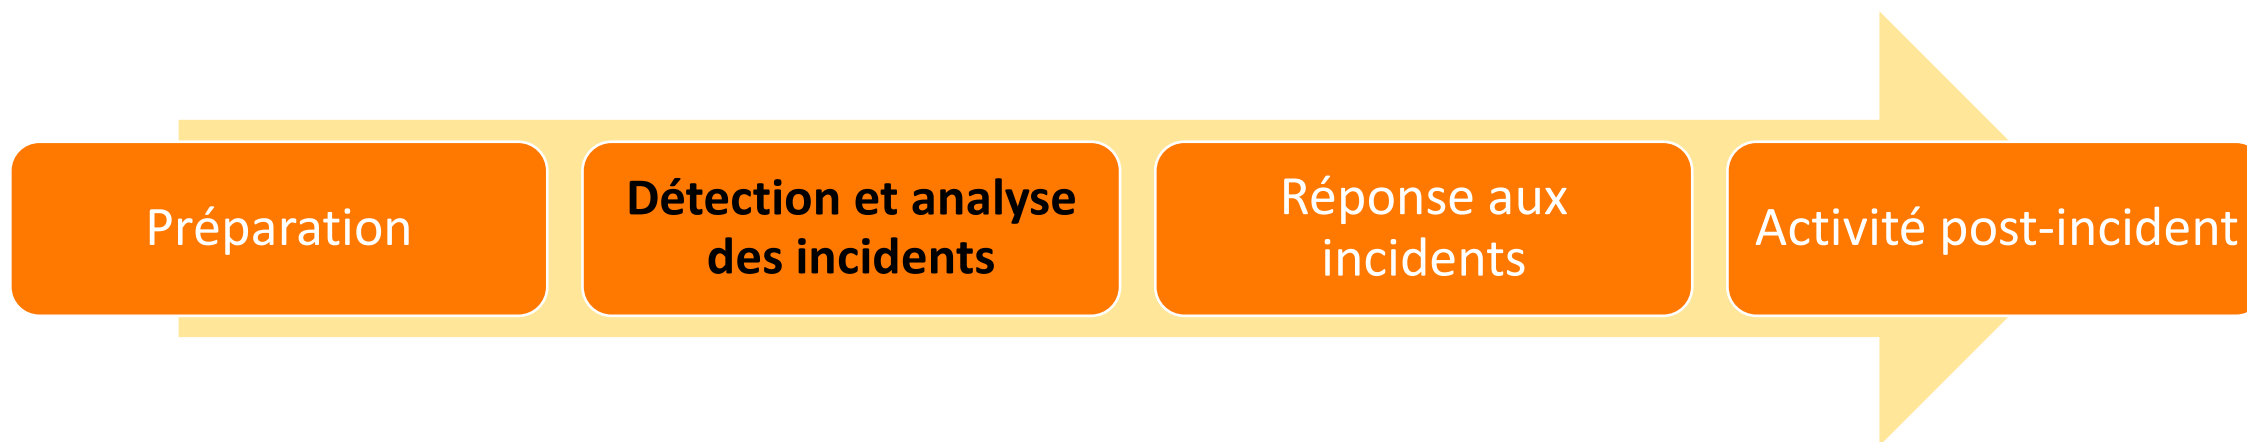 Préparation
Détection et analyse
des incidents
Réponse aux
incidents
Activité post-incident